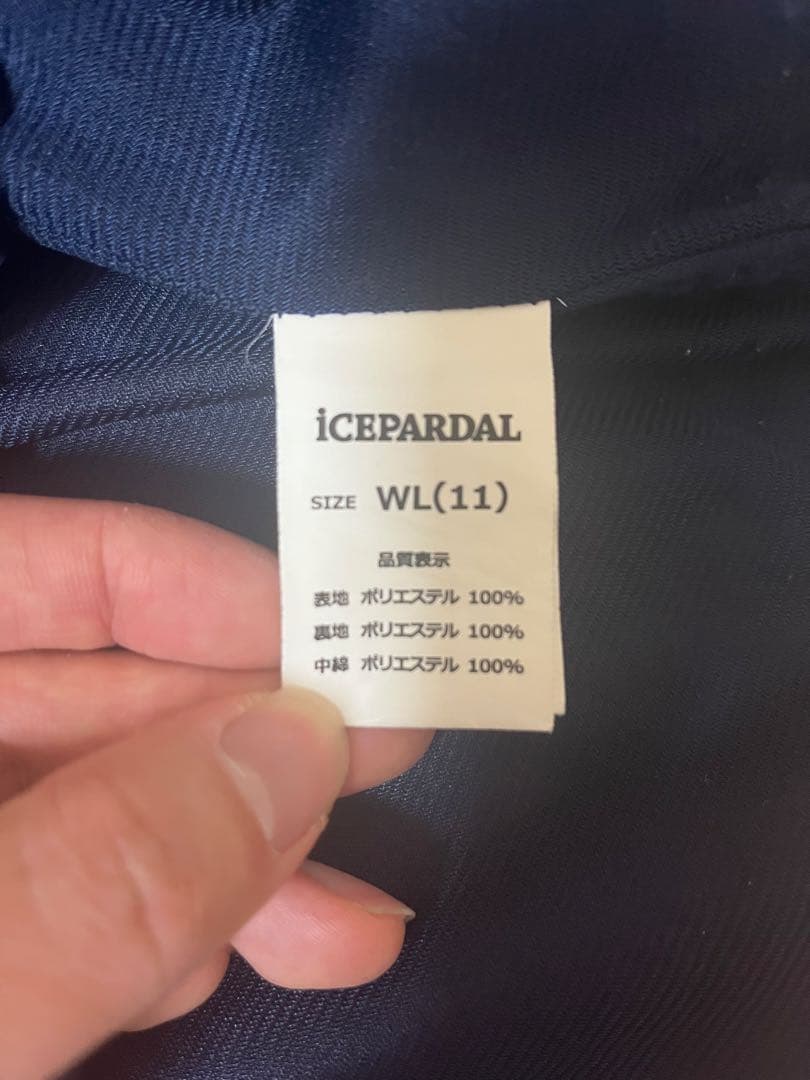 iCEPARDAL
SIZE WL(11)
品質表示
表地 ポリエステル 100%
裏地 ポリエステル 100%
中綿 ポリエステル 100%